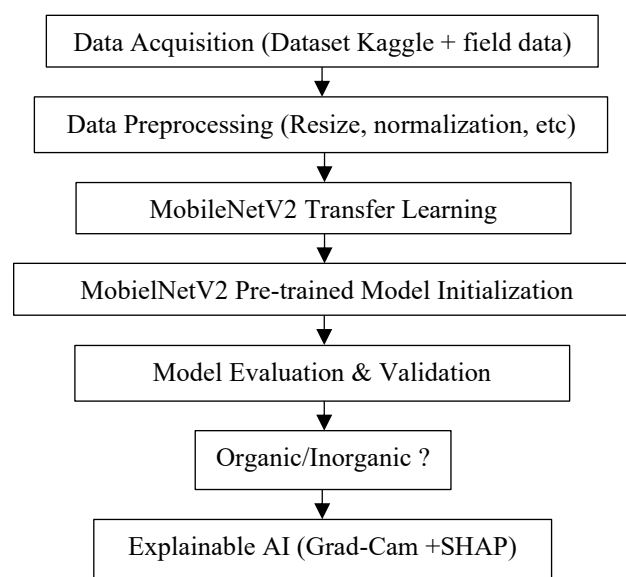 Data Acquisition (Dataset Kaggle + field data)
Data Preprocessing (Resize, normalization, etc)
MobileNetV2 Transfer Learning
MobielNetV2 Pre-trained Model Initialization
Model Evaluation & Validation
Organic/Inorganic ?
Explainable AI (Grad-Cam +SHAP)